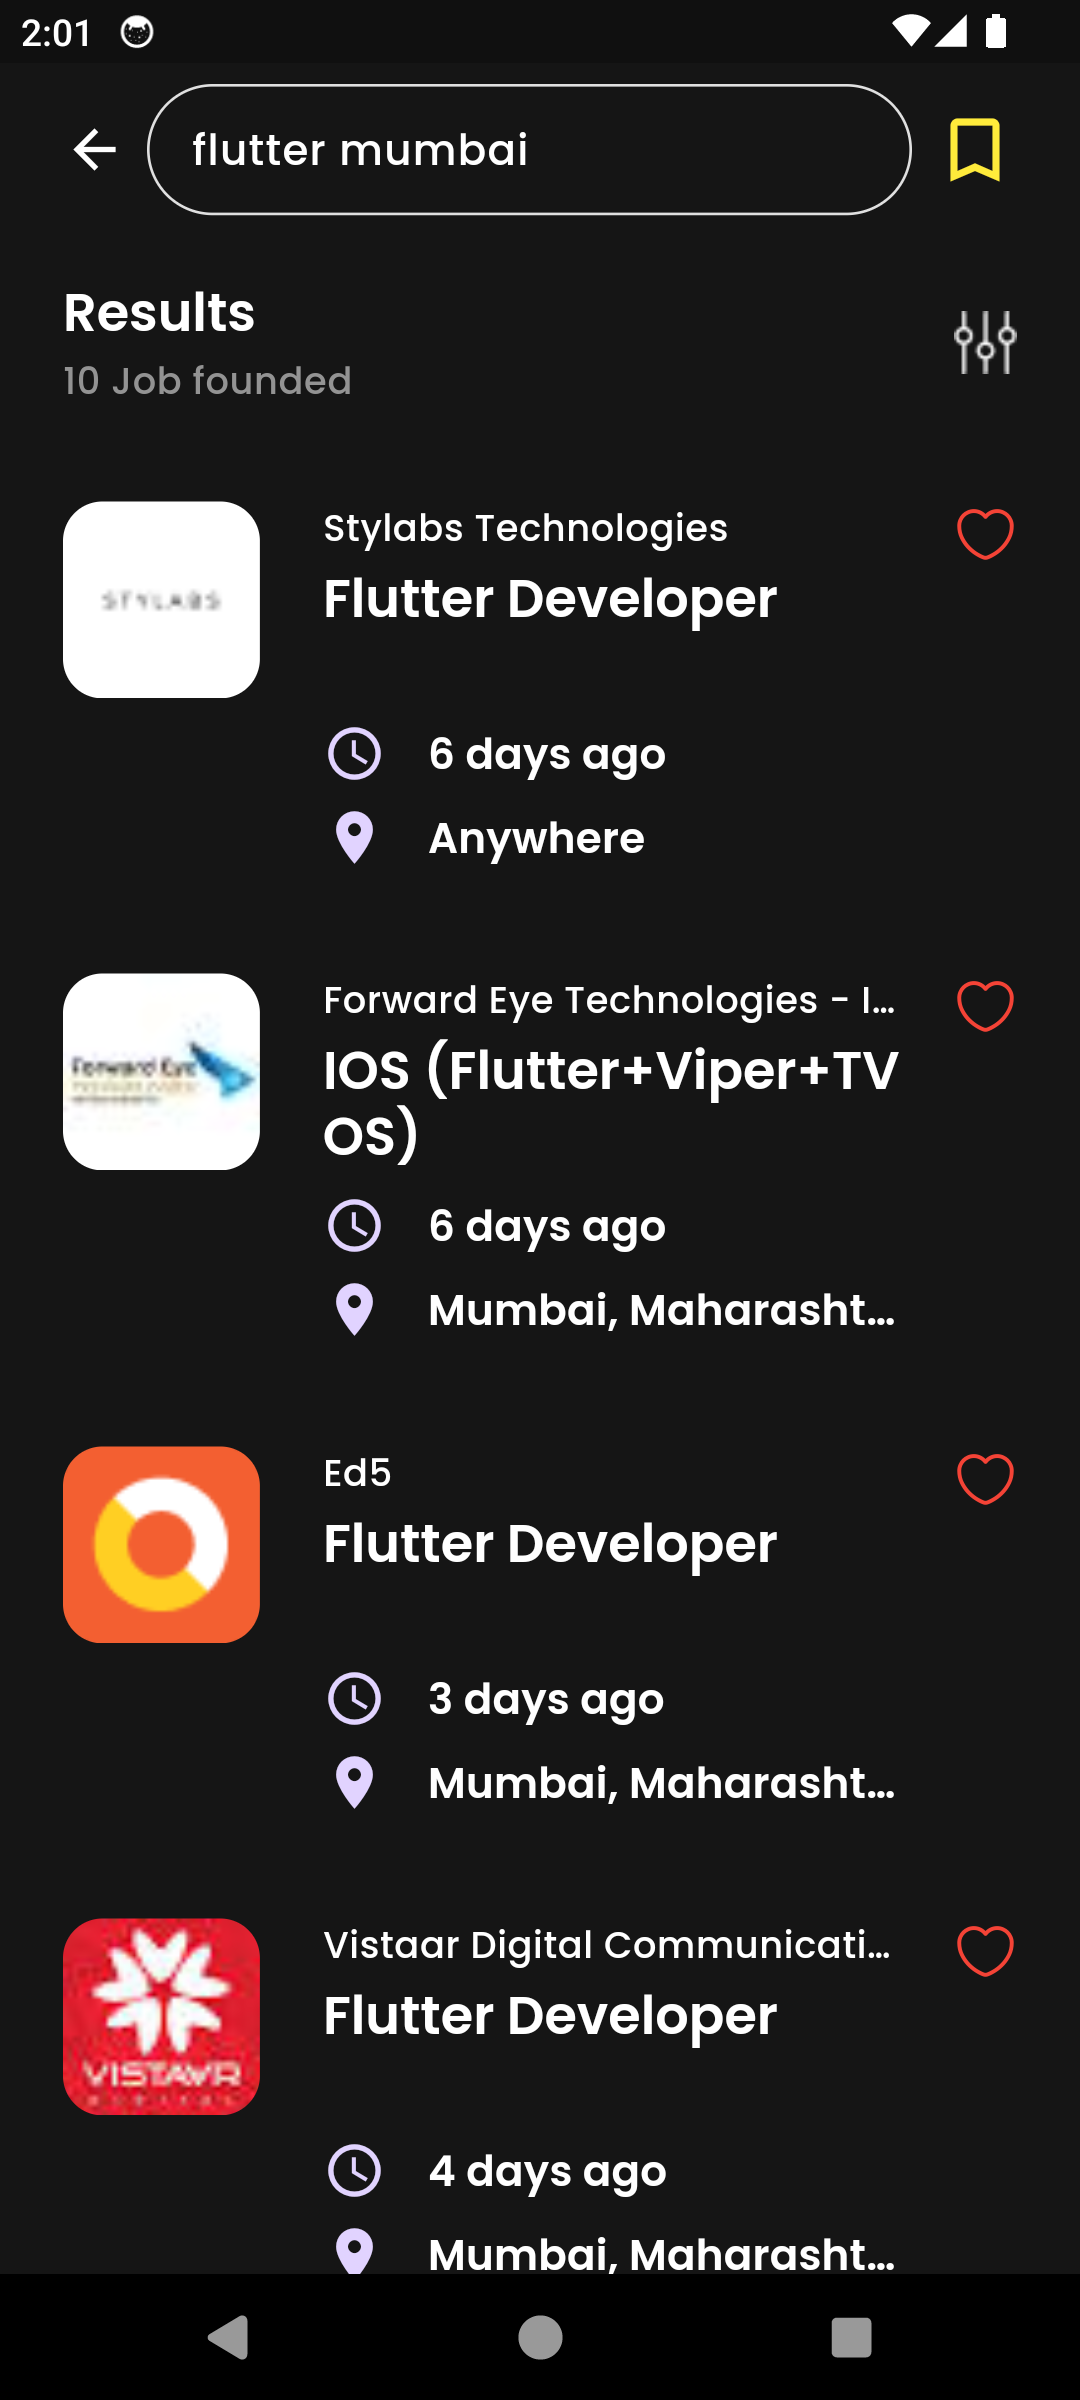 2:01
flutter mumbai
Results
10 Job founded
Stylabs Technologies
STYLABS
Flutter Developer
6 days ago
Anywhere
Forward Eye Technologies - I...
IOS (Flutter+Viper+TV
Forward Eye
OS)
6 days ago
Mumbai, Maharasht...
Ed5
Flutter Developer
3 days ago
Mumbai, Maharasht...
Vistaar Digital Communicati...
Flutter Developer
VISTAAR
4 days ago
Mumbai, Maharasht...